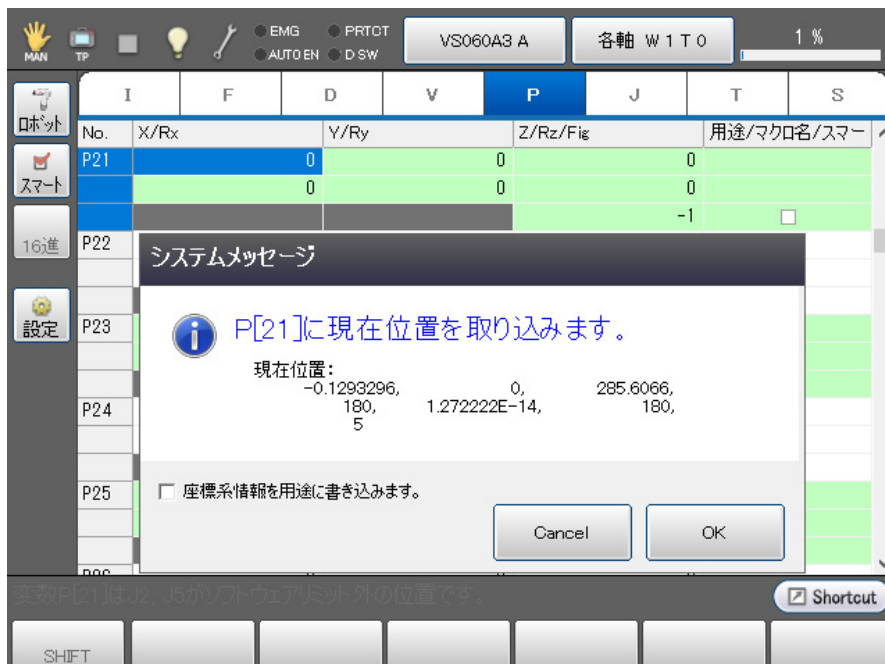 MAN
TP
EMG
PRTCT
AUTO EN
D SW
VS060A3 A
各軸 W 1 T 0
1 %
ロボット
I F D V P J T S
No. X/Rx Y/Ry Z/Rz/Fig 用途/マクロ名/スマー
P21 0 0 0
0 0 0
-1
スマート
16進
設定
P22
P23
P24
P25
システムメッセージ
P[21]に現在位置を取り込みます。
現在位置:
-0.1293296, 0, 285.6066,
180, 1.272222E-14, 180,
5
座標系情報を用途に書き込みます。
Cancel
OK
変数P[21]はJ2, J5がソフトウェアリミット外の位置です。
Shortcut
SHIFT